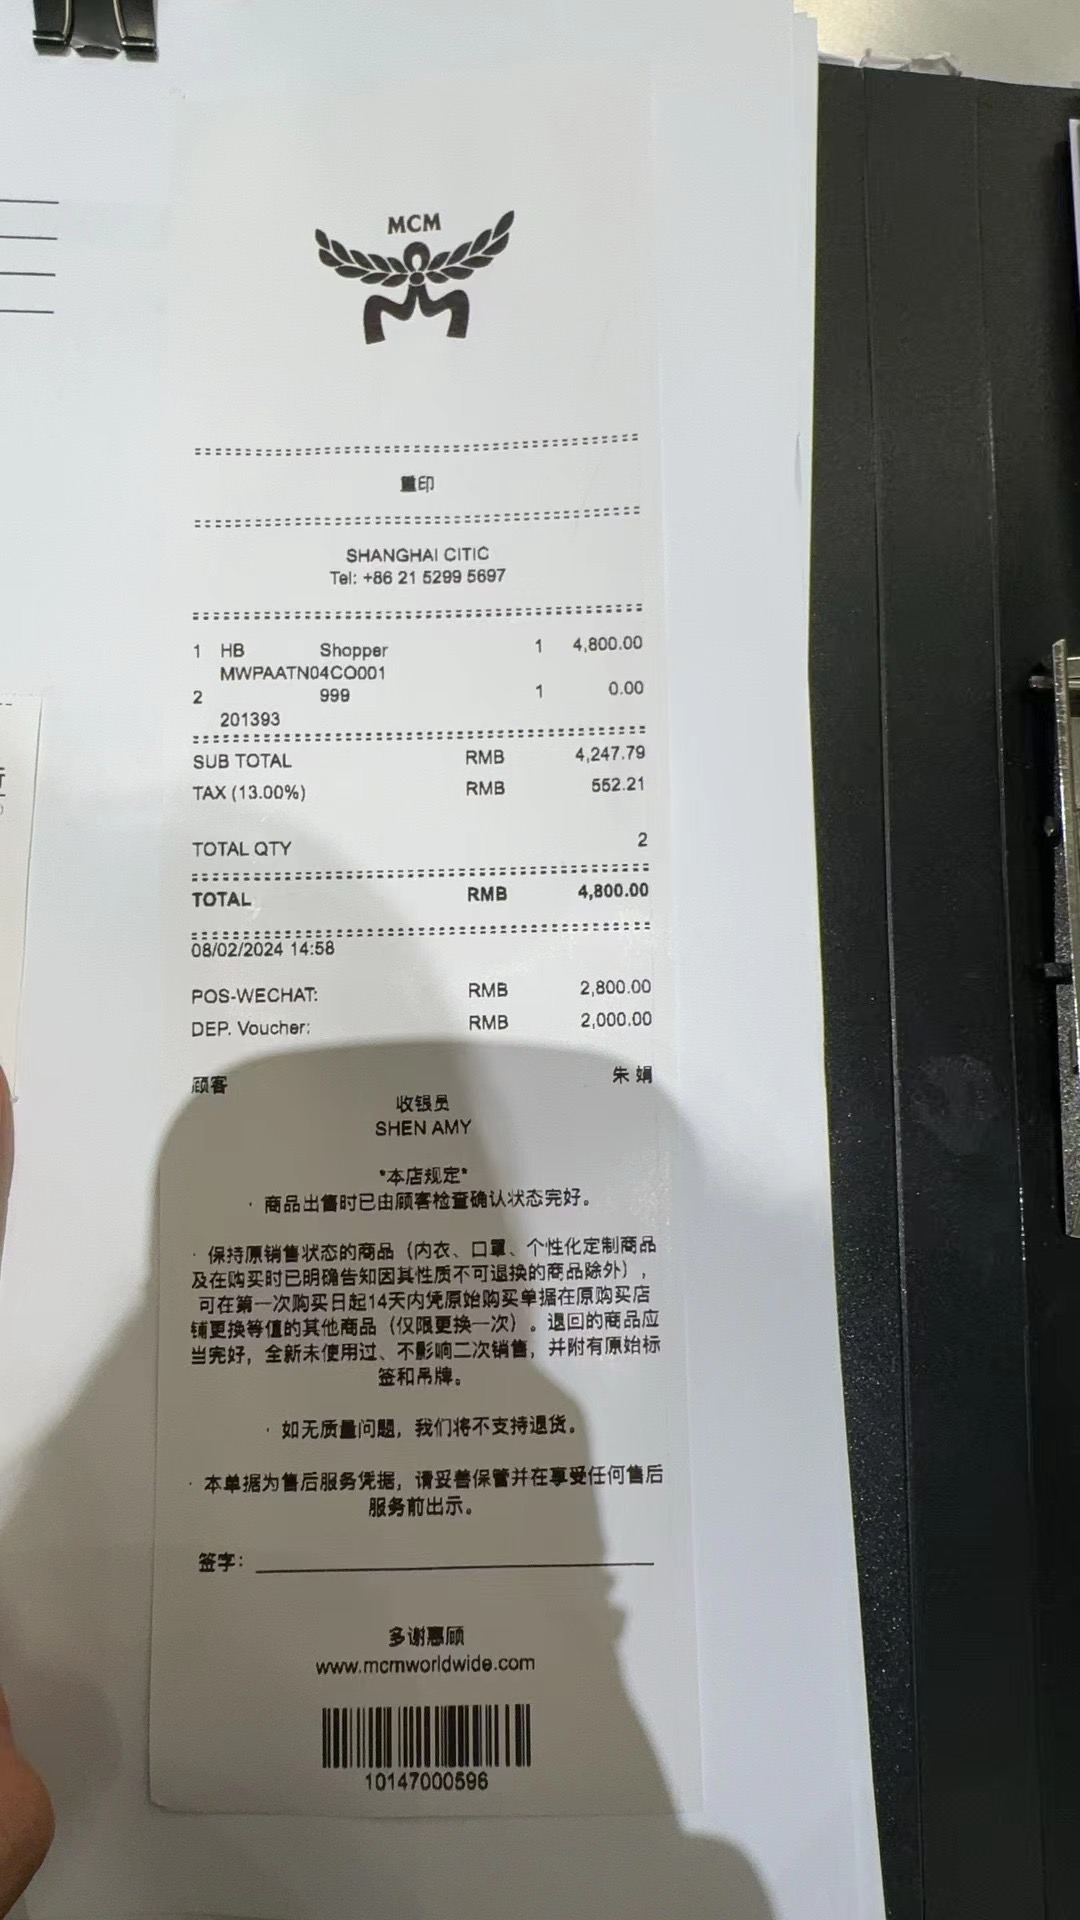 MCM
重印
SHANGHAI CITIC
Tel: +86 21 5299 5697
1 HB Shopper 1 4,800.00
MWPAATN04CO001
2 999 1 0.00
201393
SUB TOTAL RMB 4,247.79
TAX (13.00%) RMB 552.21
TOTAL QTY 2
TOTAL RMB 4,800.00
08/02/2024 14:58
POS-WECHAT: RMB 2,800.00
DEP. Voucher: RMB 2,000.00
顾客 朱 娟
收银员
SHEN AMY
*本店规定*
· 商品出售时已由顾客检查确认状态完好。
· 保持原销售状态的商品（内衣、口罩、个性化定制商品
及在购买时已明确告知因其性质不可退换的商品除外），
可在第一次购买日起14天内凭原始购买单据在原购买店
铺更换等值的其他商品（仅限更换一次）。退回的商品应
当完好，全新未使用过、不影响二次销售，并附有原始标
签和吊牌。
· 如无质量问题，我们将不支持退货。
· 本单据为售后服务凭据，请妥善保管并在享受任何售后
服务前出示。
签字：
多谢惠顾
www.mcmworldwide.com
10147000596